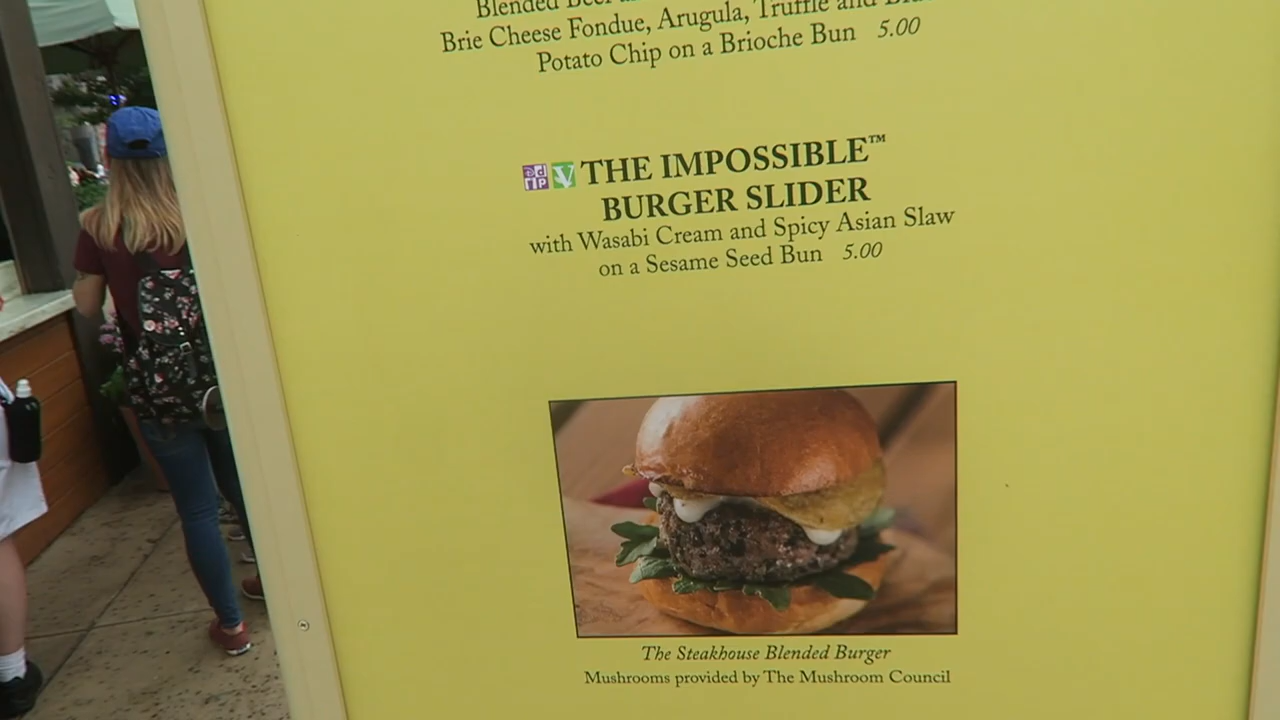 Blended Beef
Brie Cheese Fondue, Arugula, Truffle and
Potato Chip on a Brioche Bun 5.00
THE IMPOSSIBLE™
BURGER SLIDER
with Wasabi Cream and Spicy Asian Slaw
on a Sesame Seed Bun 5.00
The Steakhouse Blended Burger
Mushrooms provided by The Mushroom Council